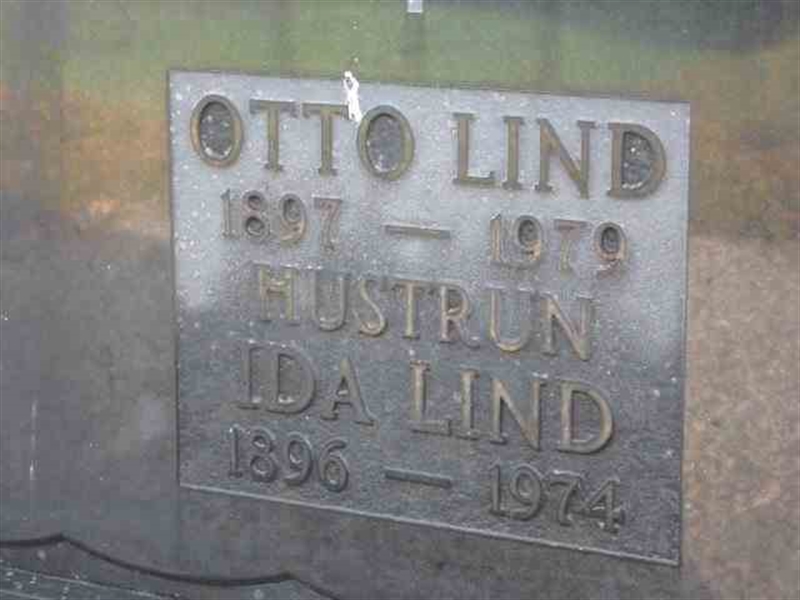 OTTO LIND
1897 — 1979
HUSTRUN
IDA LIND
1896 — 1974